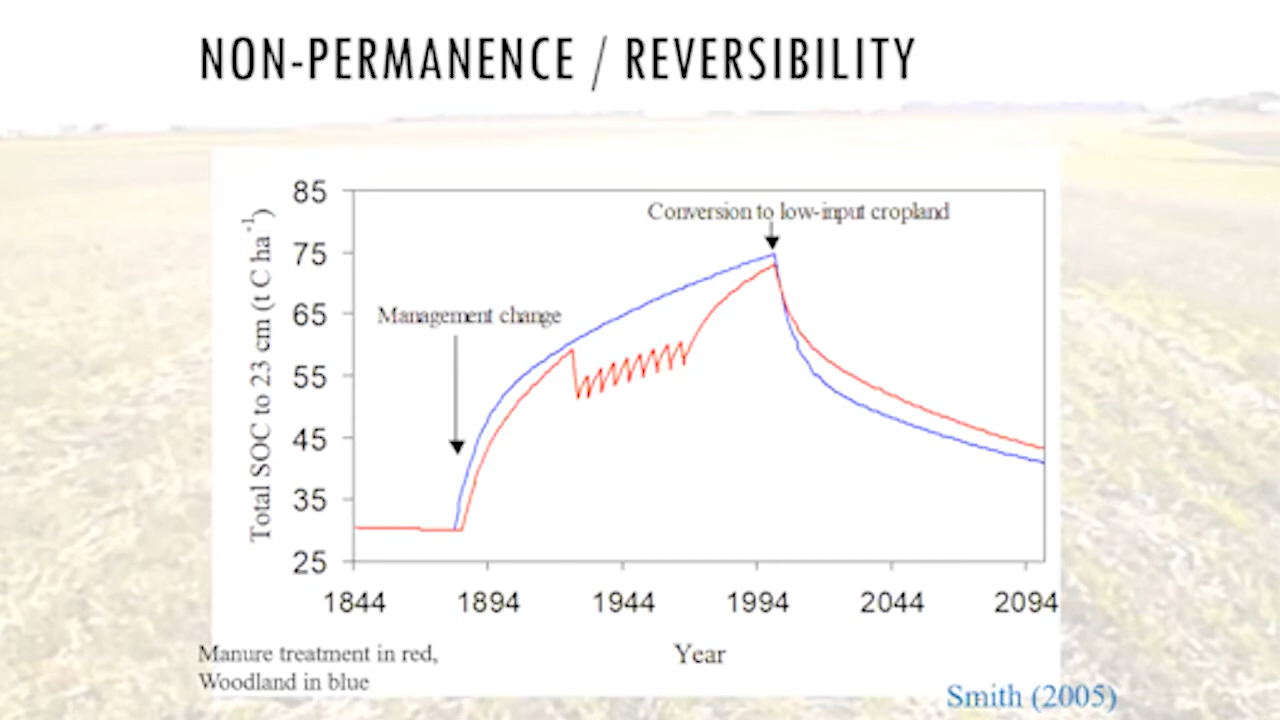 NON-PERMANENCE / REVERSIBILITY
85
75
65
55
45
35
25
Total SOC to 23 cm (t C ha⁻¹)
Conversion to low-input cropland
Management change
1844 1894 1944 1994 2044 2094
Year
Manure treatment in red,
Woodland in blue
Smith (2005)